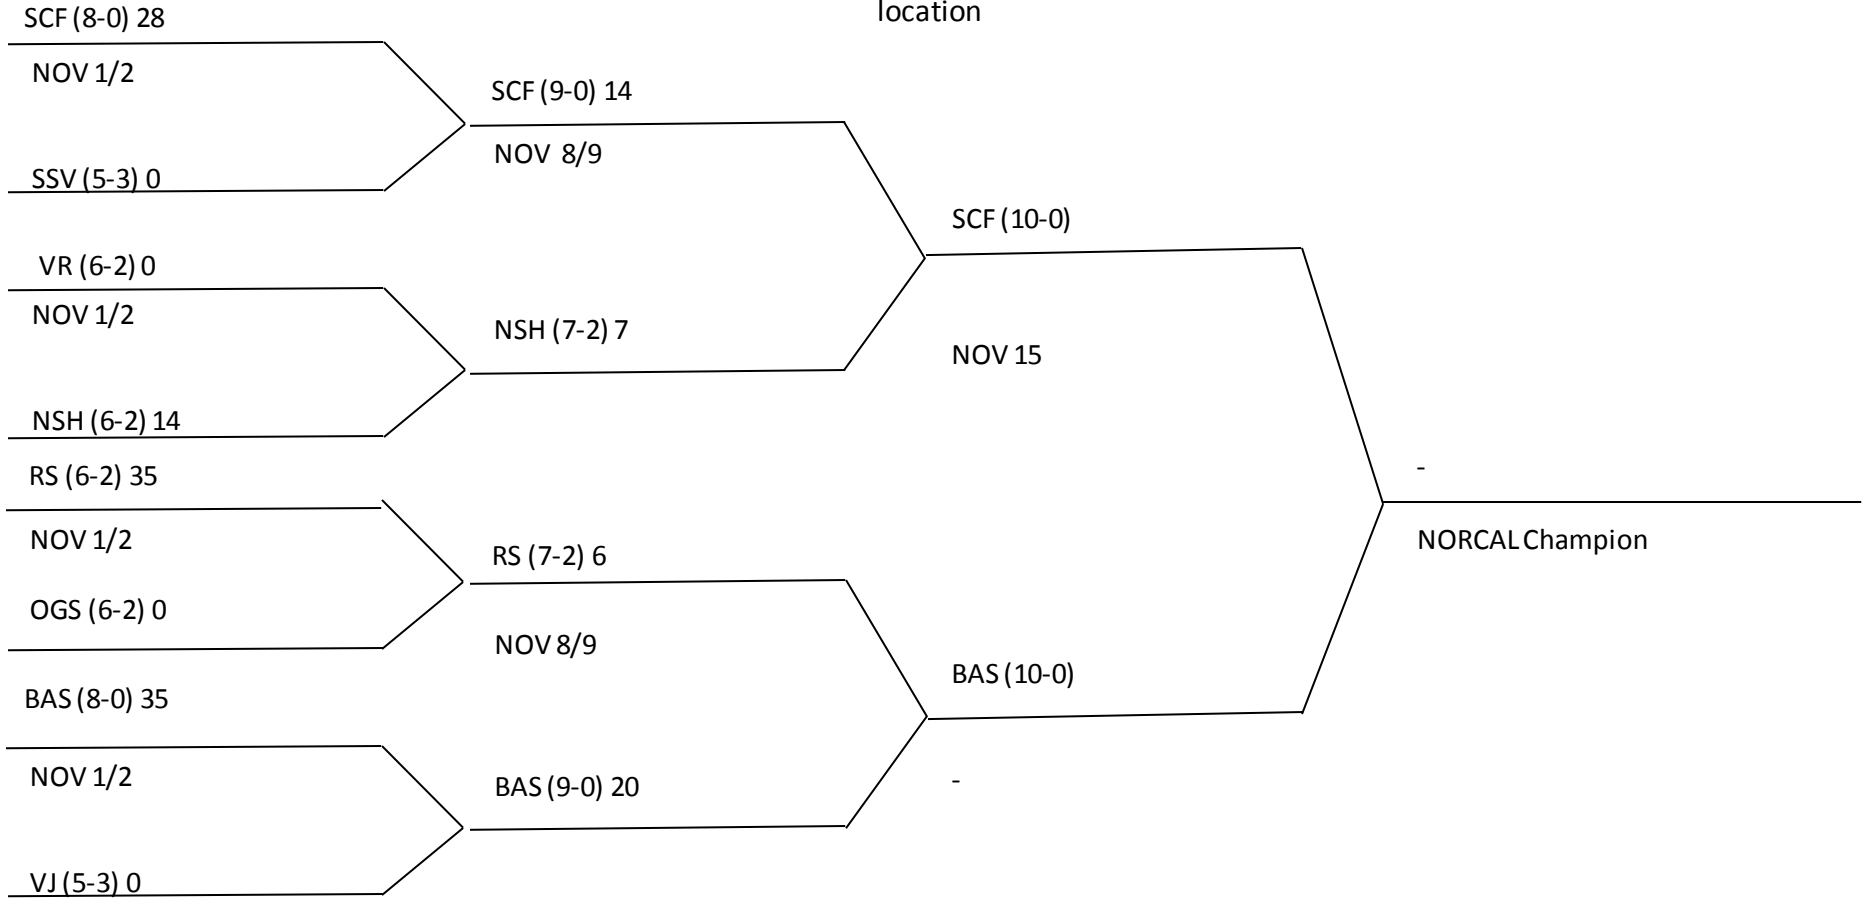 location
SCF (8-0) 28
NOV 1/2
SSV (5-3) 0
VR (6-2) 0
NOV 1/2
NSH (6-2) 14
RS (6-2) 35
NOV 1/2
OGS (6-2) 0
BAS (8-0) 35
NOV 1/2
VJ (5-3) 0
SCF (9-0) 14
NOV 8/9
NSH (7-2) 7
RS (7-2) 6
NOV 8/9
BAS (9-0) 20
SCF (10-0)
NOV 15
BAS (10-0)
-
-
NORCAL Champion